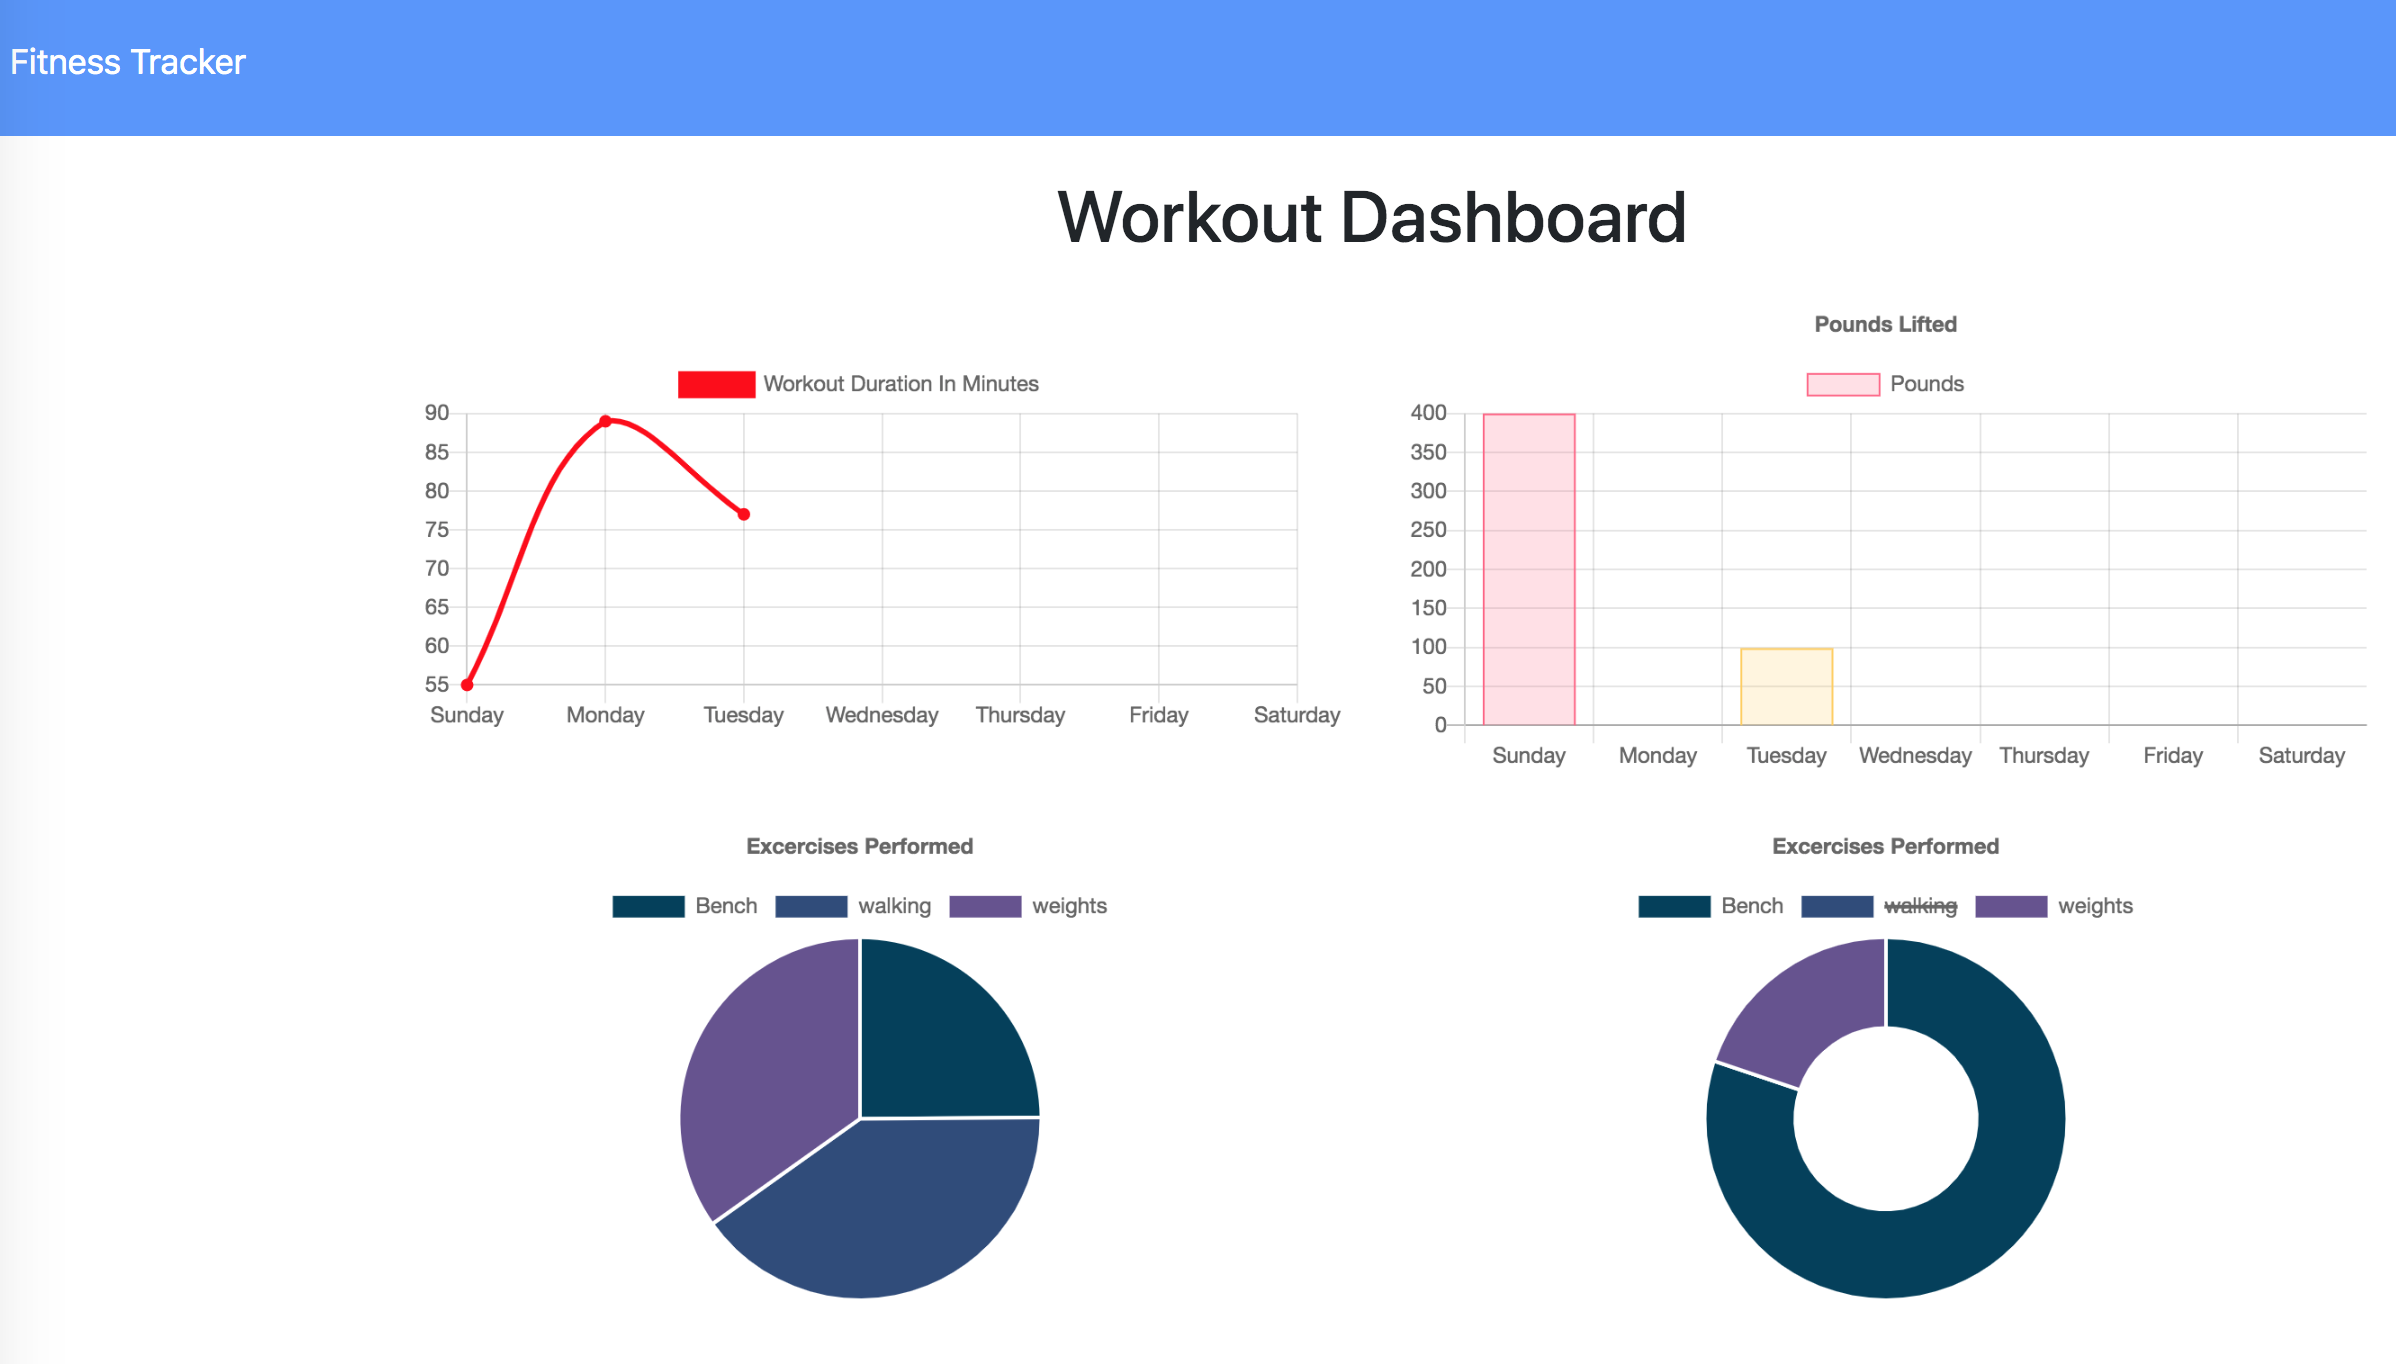 Fitness Tracker
Workout Dashboard
Workout Duration In Minutes
90
85
80
75
70
65
60
55
Sunday Monday Tuesday Wednesday Thursday Friday Saturday
Pounds Lifted
Pounds
400
350
300
250
200
150
100
50
0
Sunday Monday Tuesday Wednesday Thursday Friday Saturday
Excercises Performed
Bench walking weights
Excercises Performed
Bench walking weights